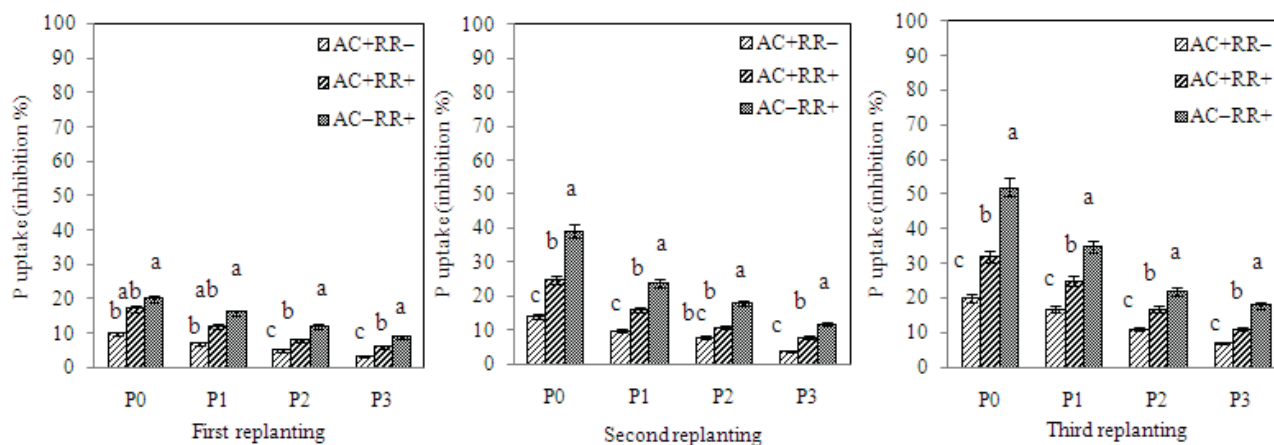 P uptake (inhibition %)
100
90
80
70
60
50
40
30
20
10
0
AC+RR–
AC+RR+
AC–RR+
b ab a
b ab a
c b a
c b a
P0 P1 P2 P3
First replanting
P uptake (inhibition %)
100
90
80
70
60
50
40
30
20
10
0
AC+RR–
AC+RR+
AC–RR+
c b a
c b a
bc b a
c b a
P0 P1 P2 P3
Second replanting
P uptake (inhibition %)
100
90
80
70
60
50
40
30
20
10
0
AC+RR–
AC+RR+
AC–RR+
c b a
c b a
c b a
c b a
P0 P1 P2 P3
Third replanting